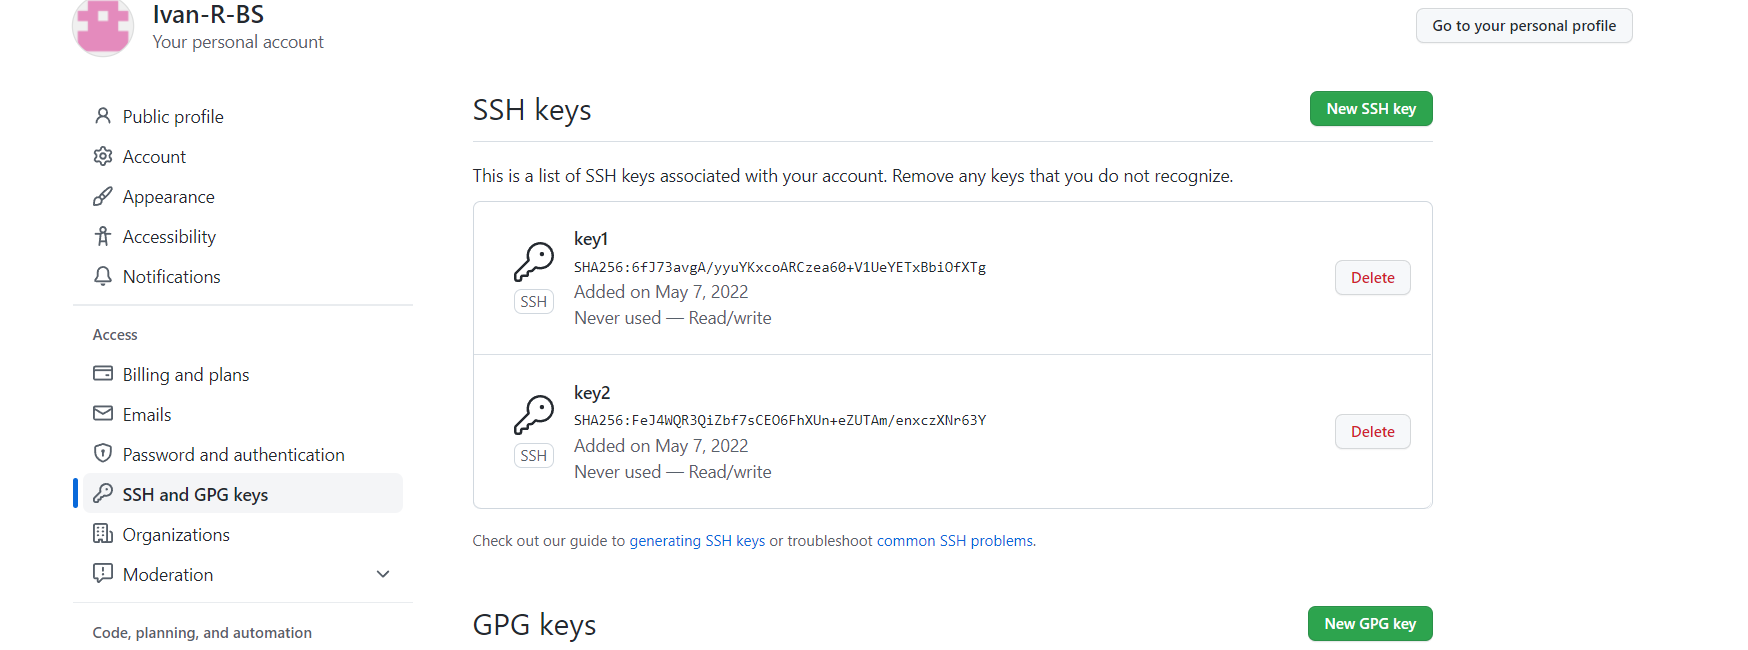 Ivan-R-BS
Your personal account
Go to your personal profile
Public profile
Account
Appearance
Accessibility
Notifications
Access
Billing and plans
Emails
Password and authentication
SSH and GPG keys
Organizations
Moderation
Code, planning, and automation
SSH keys
New SSH key
This is a list of SSH keys associated with your account. Remove any keys that you do not recognize.
key1
SHA256:6fJ73avgA/yyuYKxcoARCzea60+V1UeYETxBbiOfXTg
SSH
Added on May 7, 2022
Never used — Read/write
Delete
key2
SHA256:FeJ4WQR3QiZbf7sCEO6FhXUn+eZUTAm/enxczXNr63Y
SSH
Added on May 7, 2022
Never used — Read/write
Delete
Check out our guide to generating SSH keys or troubleshoot common SSH problems.
GPG keys
New GPG key